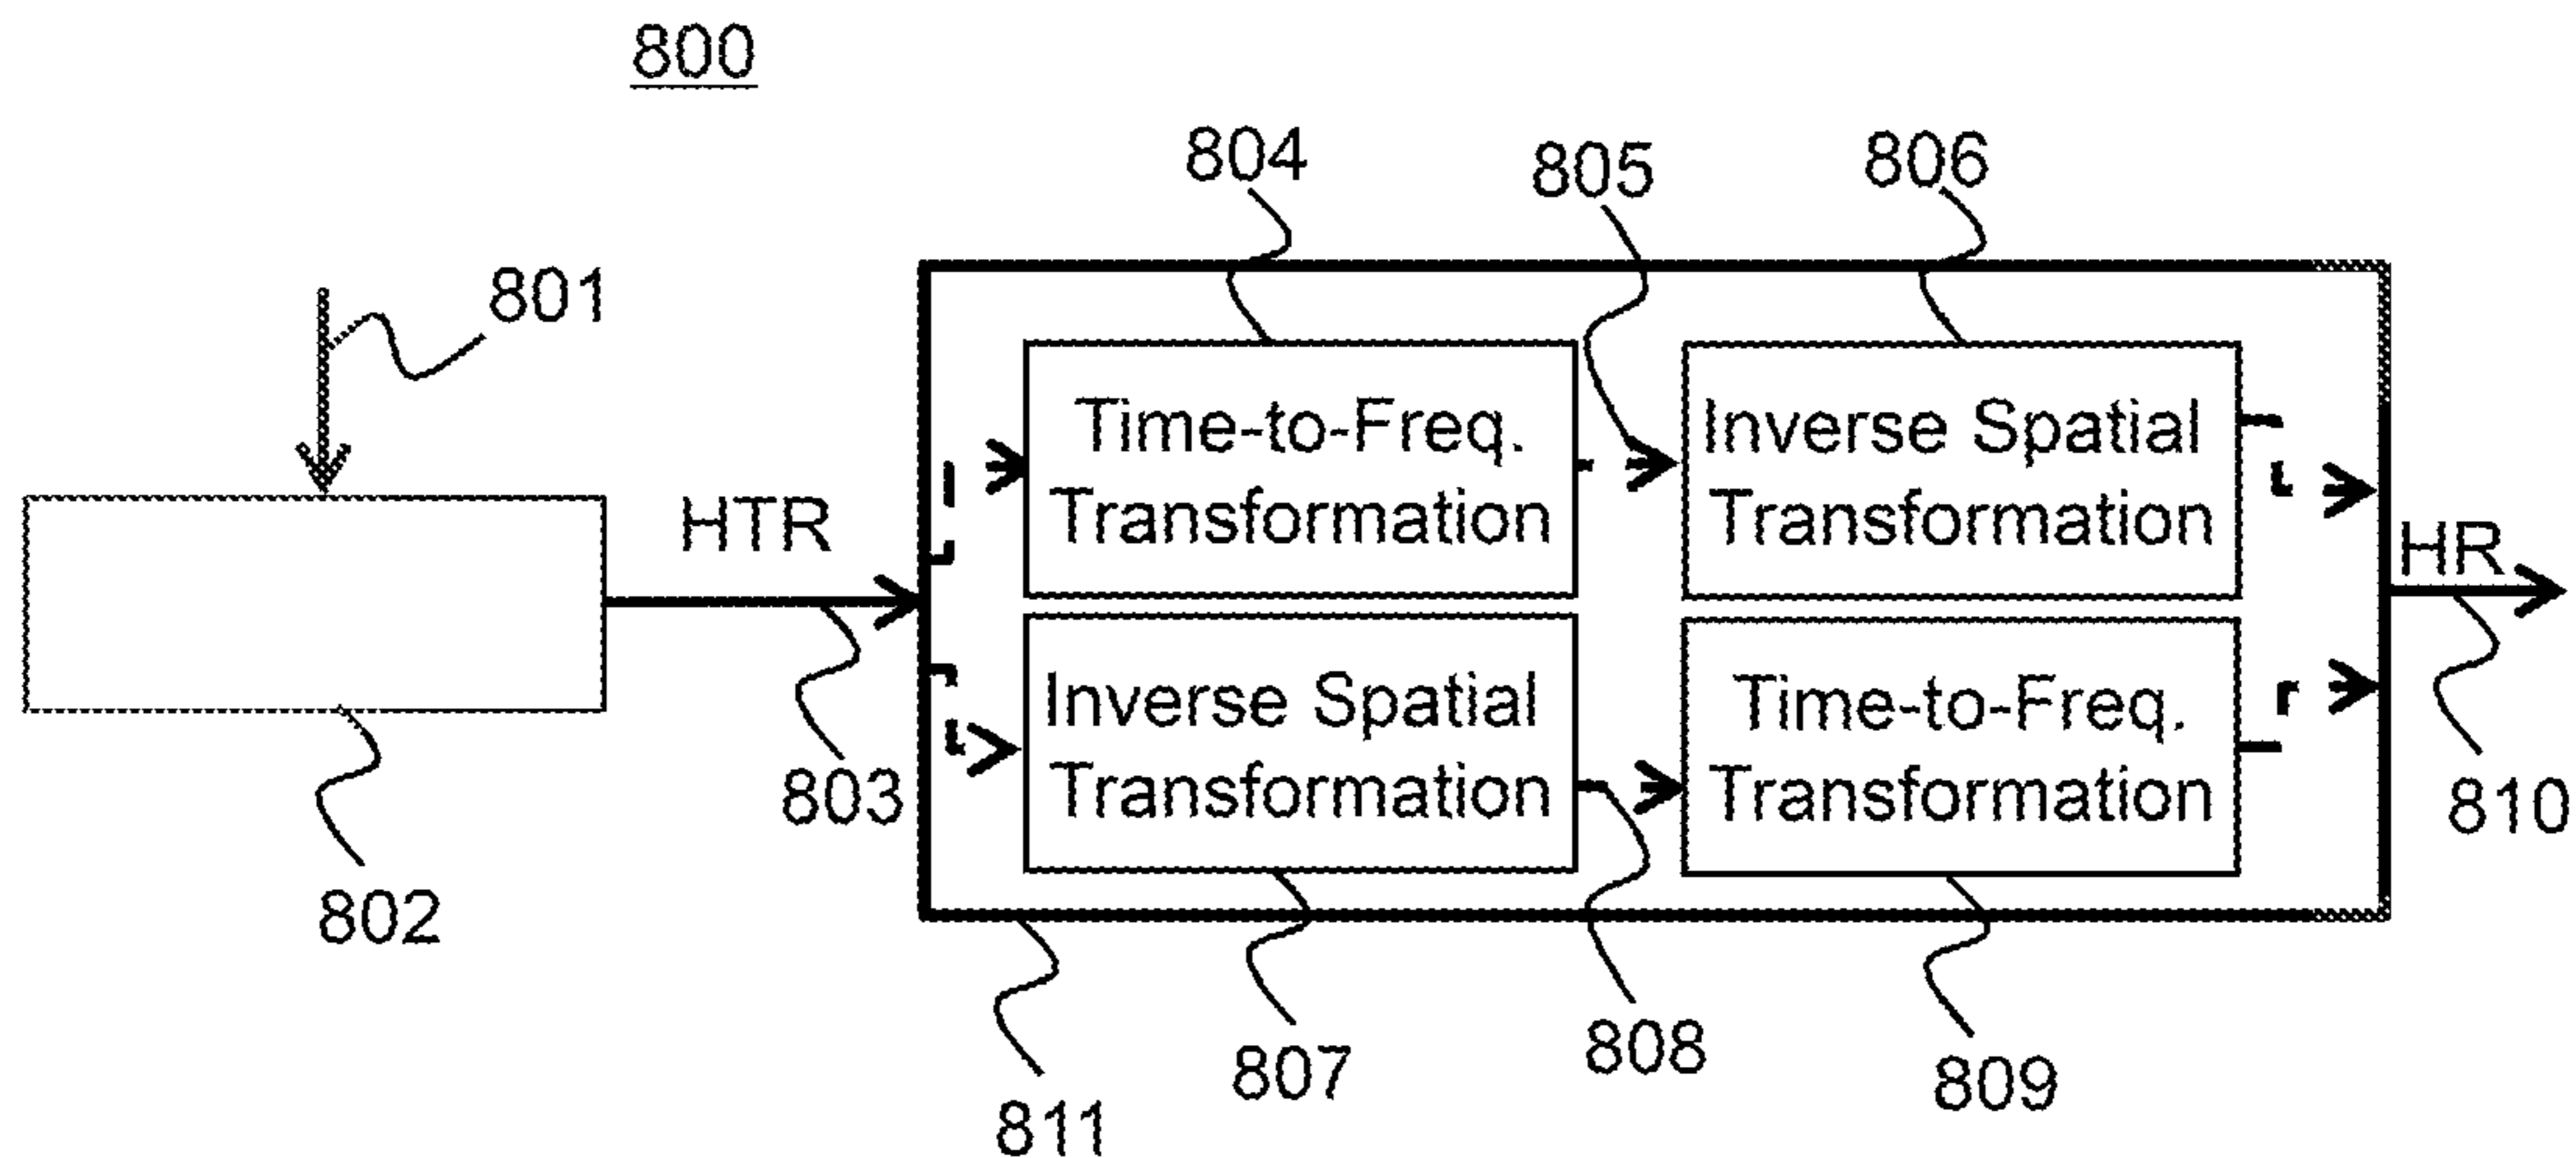 800
804
805
806
801
Time-to-Freq.
Transformation
Inverse Spatial
Transformation
HTR
HR
803
Inverse Spatial
Transformation
Time-to-Freq.
Transformation
810
802
807
808
809
811